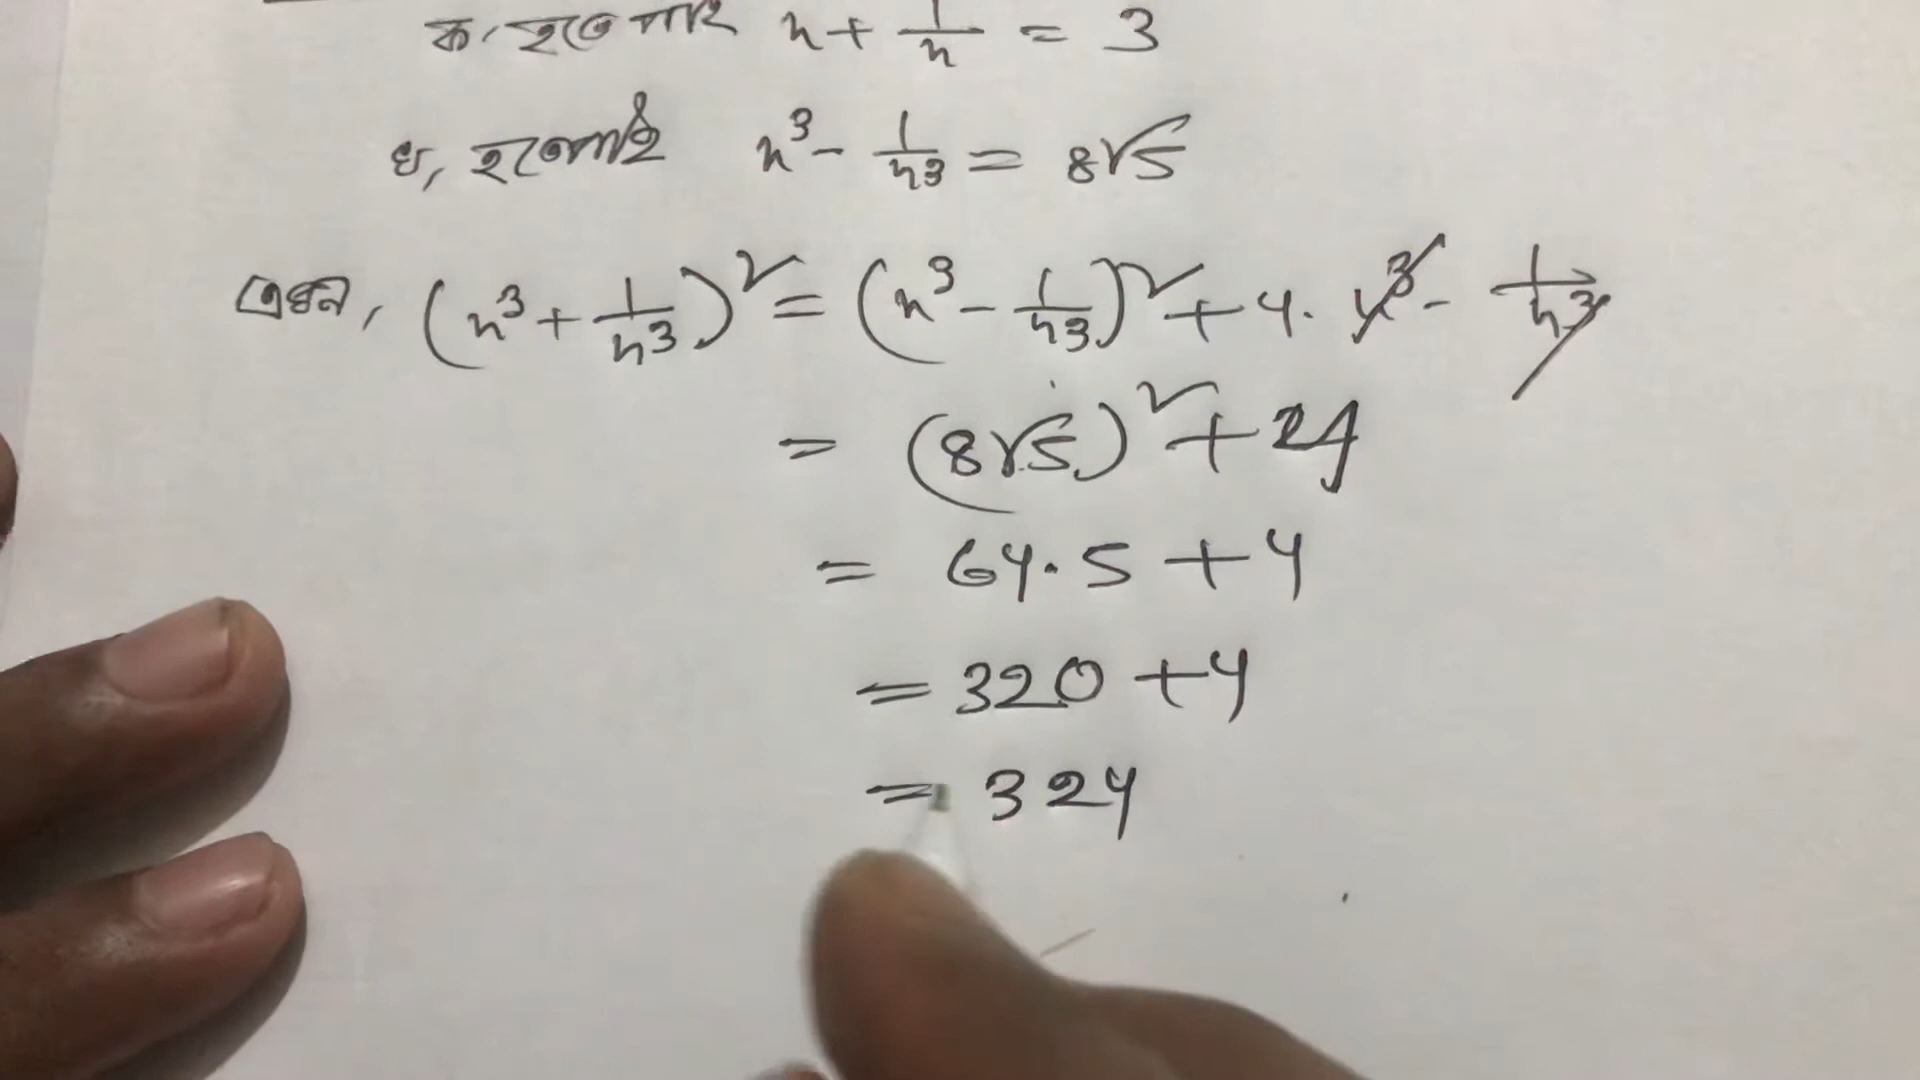 ক, হতে পাই x + 1/x = 3
খ, হতে পাই x³ - 1/x³ = 8√5
এখন, (x³ + 1/x³)² = (x³ - 1/x³)² + 4. x³ - 1/x³
= (8√5)² + 4
= 64.5 + 4
= 320 + 4
= 324